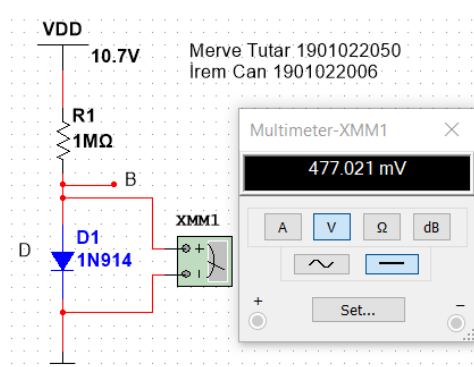 VDD
10.7V
Merve Tutar 1901022050
İrem Can 1901022006
R1
1MΩ
B
D
D1
1N914
XMM1
+
Multimeter-XMM1
477.021 mV
A V Ω dB
+ −
Set...